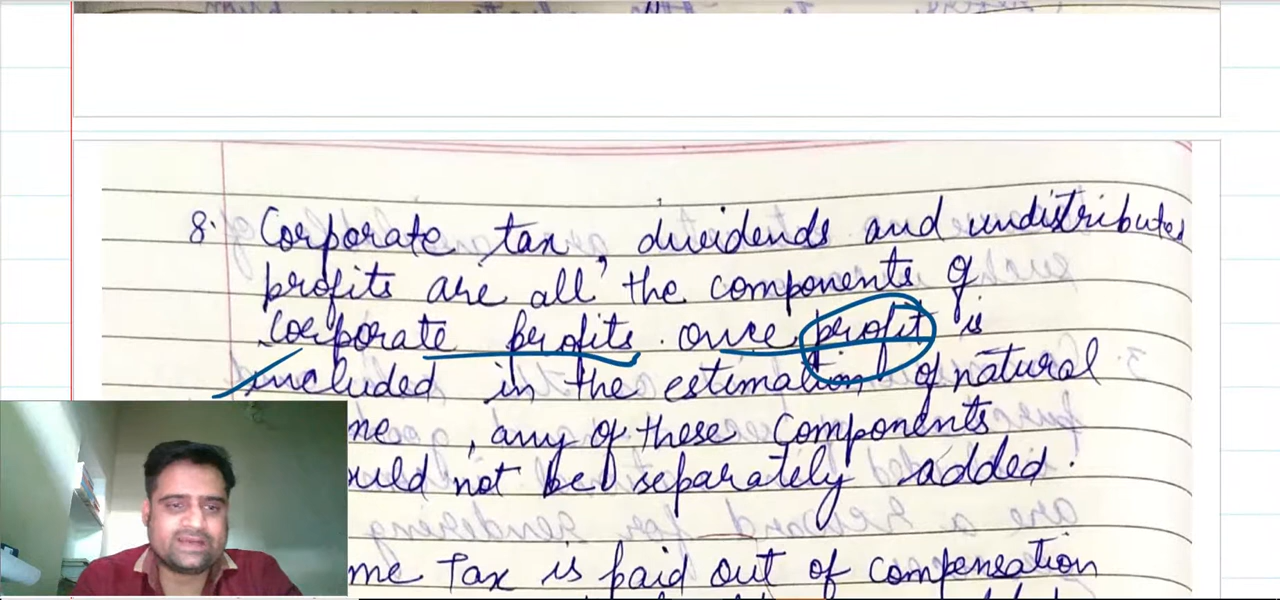 8. Corporate tax, dividends and undistributed
profits are all the components of
corporate profits. once profit is
included in the estimation of natural
ne , any of these components
uld not be separately added.
me Tax is paid out of compensation